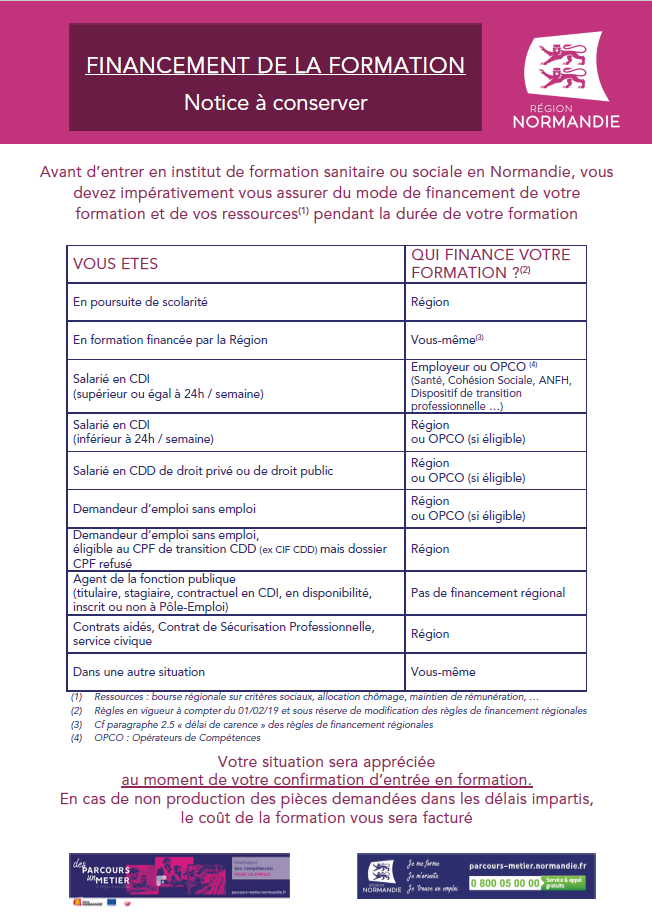 FINANCEMENT DE LA FORMATION
Notice à conserver
RÉGION
NORMANDIE
Avant d'entrer en institut de formation sanitaire ou sociale en Normandie, vous
devez impérativement vous assurer du mode de financement de votre
formation et de vos ressources(1) pendant la durée de votre formation
VOUS ETES
QUI FINANCE VOTRE
FORMATION ?(2)
En poursuite de scolarité
Région
En formation financée par la Région
Vous-même(3)
Salarié en CDI
(supérieur ou égal à 24h / semaine)
Employeur ou OPCO (4)
(Santé, Cohésion Sociale, ANFH,
Dispositif de transition
professionnelle ...)
Salarié en CDI
(inférieur à 24h / semaine)
Région
ou OPCO (si éligible)
Salarié en CDD de droit privé ou de droit public
Région
ou OPCO (si éligible)
Demandeur d'emploi sans emploi
Région
ou OPCO (si éligible)
Demandeur d'emploi sans emploi,
éligible au CPF de transition CDD (ex CIF CDD) mais dossier
CPF refusé
Région
Agent de la fonction publique
(titulaire, stagiaire, contractuel en CDI, en disponibilité,
inscrit ou non à Pôle-Emploi)
Pas de financement régional
Contrats aidés, Contrat de Sécurisation Professionnelle,
service civique
Région
Dans une autre situation
Vous-même
(1) Ressources : bourse régionale sur critères sociaux, allocation chômage, maintien de rémunération, ...
(2) Règles en vigueur à compter du 01/02/19 et sous réserve de modification des règles de financement régionales
(3) Cf paragraphe 2.5 « délai de carence » des règles de financement régionales
(4) OPCO : Opérateurs de Compétences
Votre situation sera appréciée
au moment de votre confirmation d'entrée en formation.
En cas de non production des pièces demandées dans les délais impartis,
le coût de la formation vous sera facturé
des
PARCOURS
un
METIER
vos compétences
POUR UN EMPLOI
parcours-metier.normandie.fr
NORMANDIE
RÉGION
NORMANDIE
Je me forme
Je m'oriente
Je trouve un emploi
parcours-metier.normandie.fr
0 800 05 00 00 Service & appel
gratuits